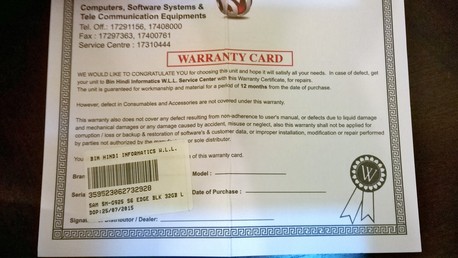 Computers, Software Systems &
Tele Communication Equipments
Tel. Off.: 17291156, 17408000
Fax : 17297363, 17400761
Service Centre : 17310444
WARRANTY CARD
WE WOULD LIKE TO CONGRATULATE YOU for choosing this unit and hope it will satisfy all your needs. In case of defect, get
your unit to Bin Hindi Informatics W.L.L. Service Center with this Warranty Certificate, for repairs.
The unit is guaranteed for workmanship and material for a period of 12 months from the date of purchase.
However, defect in Consumables and Accessories are not covered under this warranty.
This warranty also does not cover any defect resulting from non-adherence to user's manual, or defects due to liquid damage
and mechanical damages or any damage caused by accident, misuse or neglect, also this warranty shall not be applied for
corruption / loss or backup & restoration of software's & customer data, or improper installation, modification or repair performed
by parties not authorized by the or sole distributor.
You of this warranty card.
BIN HINDI INFORMATICS W.L.L.
Bran
Seria
359523062732928
Date of Purchase :
SAM SM-G925 S6 EDGE BLK 32GB L
DOP:25/07/2015
Signa Distributor / Dealer:
W